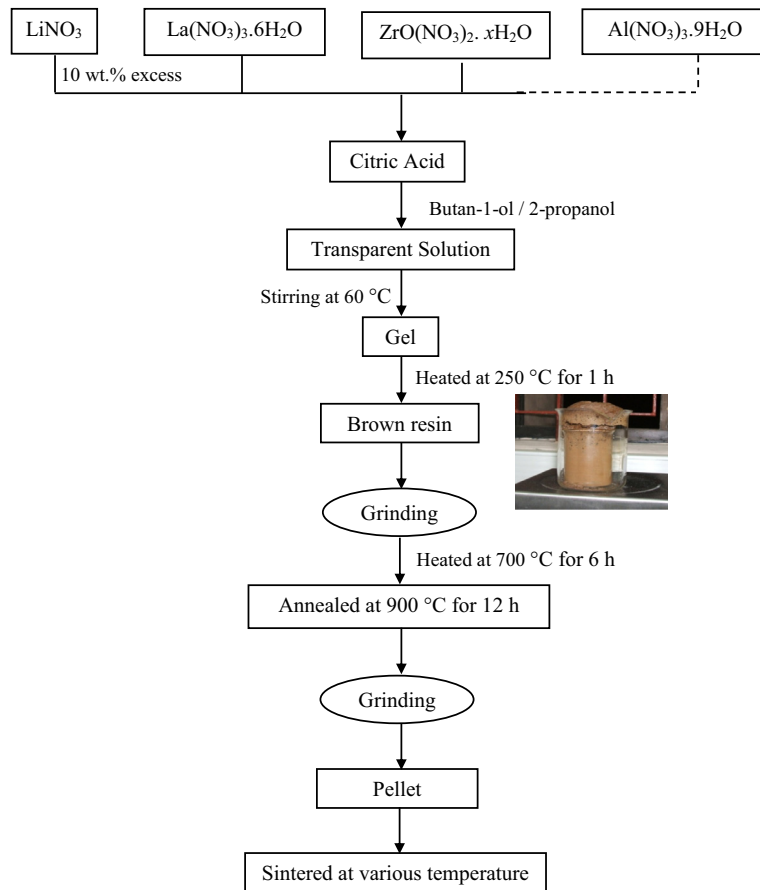 LiNO₃ La(NO₃)₃.6H₂O ZrO(NO₃)₂. xH₂O Al(NO₃)₃.9H₂O
10 wt.% excess
Citric Acid
Butan-1-ol / 2-propanol
Transparent Solution
Stirring at 60 °C
Gel
Heated at 250 °C for 1 h
Brown resin
Grinding
Heated at 700 °C for 6 h
Annealed at 900 °C for 12 h
Grinding
Pellet
Sintered at various temperature